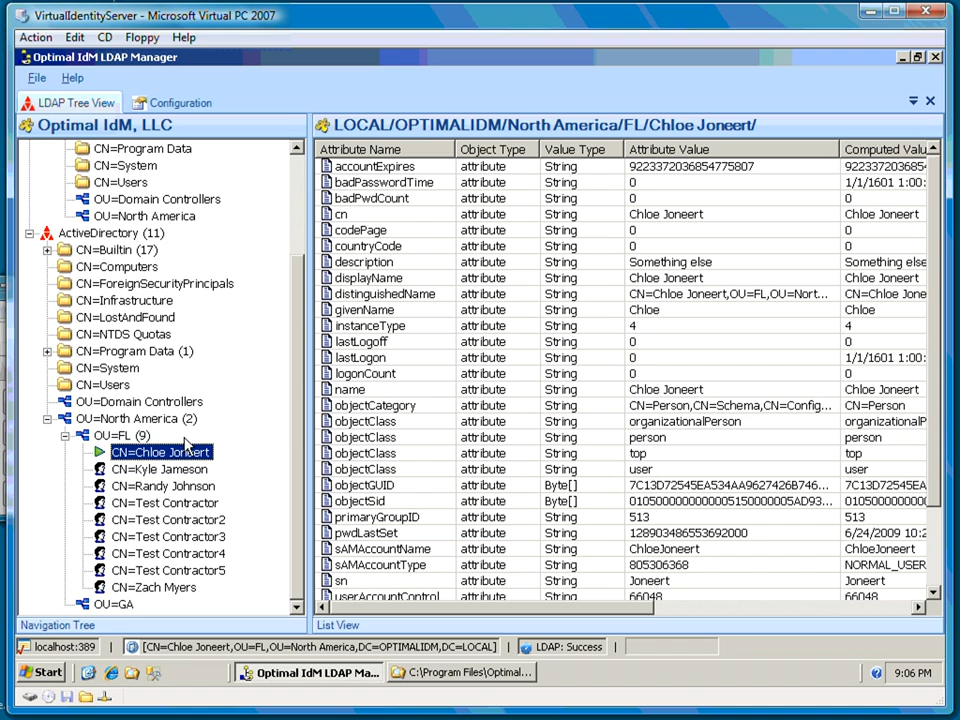 VirtualIdentityServer - Microsoft Virtual PC 2007
Action Edit CD Floppy Help
Optimal IdM LDAP Manager
File Help
LDAP Tree View Configuration
Optimal IdM, LLC
CN=Program Data
CN=System
CN=Users
OU=Domain Controllers
OU=North America
ActiveDirectory (11)
CN=Builtin (17)
CN=Computers
CN=ForeignSecurityPrincipals
CN=Infrastructure
CN=LostAndFound
CN=NTDS Quotas
CN=Program Data (1)
CN=System
CN=Users
OU=Domain Controllers
OU=North America (2)
OU=FL (9)
CN=Chloe Joneert
CN=Kyle Jameson
CN=Randy Johnson
CN=Test Contractor
CN=Test Contractor2
CN=Test Contractor3
CN=Test Contractor4
CN=Test Contractor5
CN=Zach Myers
OU=GA
Navigation Tree
LOCAL/OPTIMALIDM/North America/FL/Chloe Joneert/
Attribute Name Object Type Value Type Attribute Value Computed Valu
accountExpires attribute String 9223372036854775807 9223372036854
badPasswordTime attribute String 0 1/1/1601 1:00:
badPwdCount attribute String 0 0
cn attribute String Chloe Joneert Chloe Joneert
codePage attribute String 0 0
countryCode attribute String 0 0
description attribute String Something else Something else
displayName attribute String Chloe Joneert Chloe Joneert
distinguishedName attribute String CN=Chloe Joneert,OU=FL,OU=Nort... CN=Chloe Jone
givenName attribute String Chloe Chloe
instanceType attribute String 4 4
lastLogoff attribute String 0 0
lastLogon attribute String 0 1/1/1601 1:00:
logonCount attribute String 0 0
name attribute String Chloe Joneert Chloe Joneert
objectCategory attribute String CN=Person,CN=Schema,CN=Config... CN=Person
objectClass attribute String organizationalPerson organizationalP
objectClass attribute String person person
objectClass attribute String top top
objectClass attribute String user user
objectGUID attribute Byte[] 7C13D72545EA534AA9627426B746... 7C13D72545EA
objectSid attribute Byte[] 0105000000000005150000005AD93... 010500000000
primaryGroupID attribute String 513 513
pwdLastSet attribute String 128903486553692000 6/24/2009 10:2
sAMAccountName attribute String ChloeJoneert ChloeJoneert
sAMAccountType attribute String 805306368 NORMAL_USER
sn attribute String Joneert Joneert
userAccountControl attribute String 66048 66048
List View
localhost:389 | [CN=Chloe Joneert,OU=FL,OU=North America,DC=OPTIMALIDM,DC=LOCAL] | LDAP: Success |
Start Optimal IdM LDAP Ma... C:\Program Files\Optimal... 9:06 PM